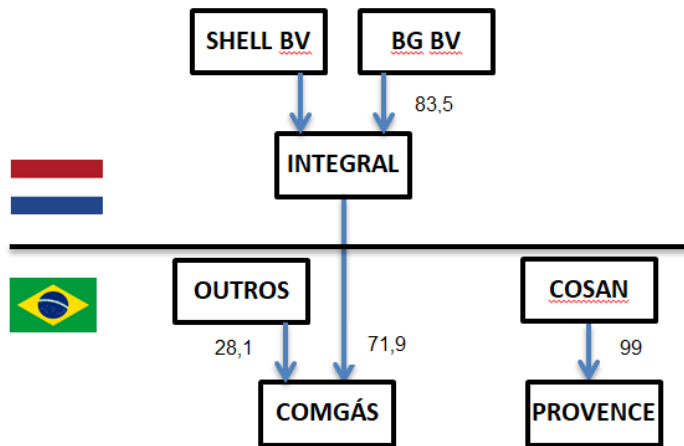 SHELL BV
BG BV
83,5
INTEGRAL
OUTROS
COSAN
28,1
71,9
99
COMGÁS
PROVENCE